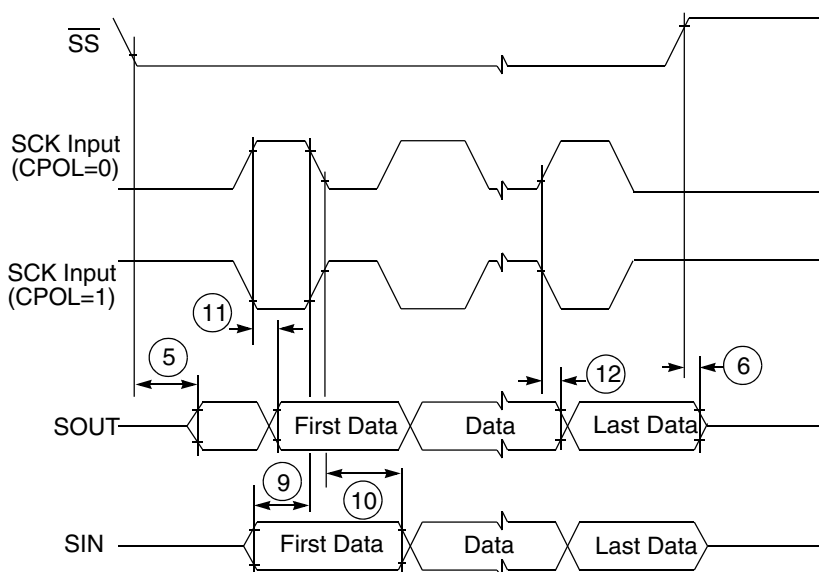 SS
SCK Input
(CPOL=0)
SCK Input
(CPOL=1)
11
5
12
6
SOUT
First Data
Data
Last Data
9
10
SIN
First Data
Data
Last Data